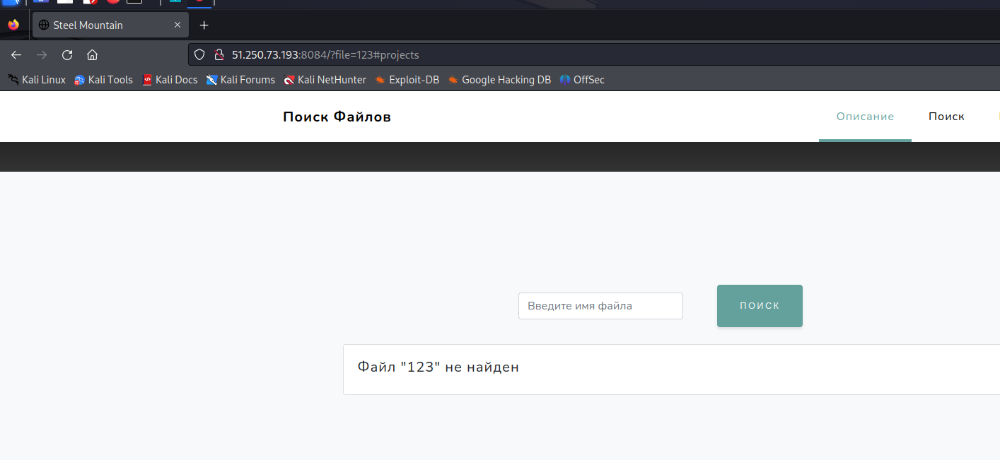 Steel Mountain
51.250.73.193:8084/?file=123#projects
Kali Linux Kali Tools Kali Docs Kali Forums Kali NetHunter Exploit-DB Google Hacking DB OffSec
Поиск Файлов Описание Поиск
Введите имя файла ПОИСК
Файл "123" не найден